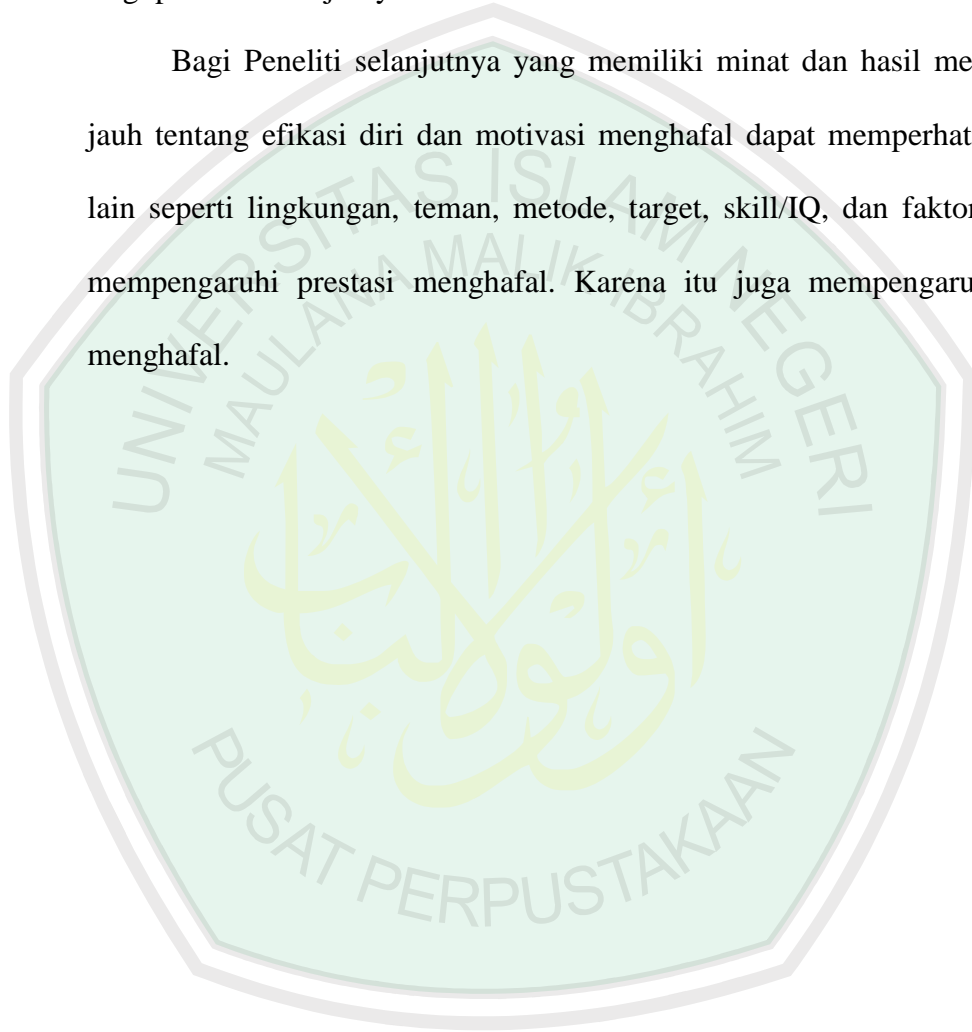 Bagi Peneliti selanjutnya yang memiliki minat dan hasil me
jauh tentang efikasi diri dan motivasi menghafal dapat memperhat
lain seperti lingkungan, teman, metode, target, skill/IQ, dan faktor
mempengaruhi prestasi menghafal. Karena itu juga mempengaru
menghafal.
UNIVERSITAS ISLAM NEGERI
MAULANA MALIK IBRAHIM
أولوا الألباب
PUSAT PERPUSTAKAAN